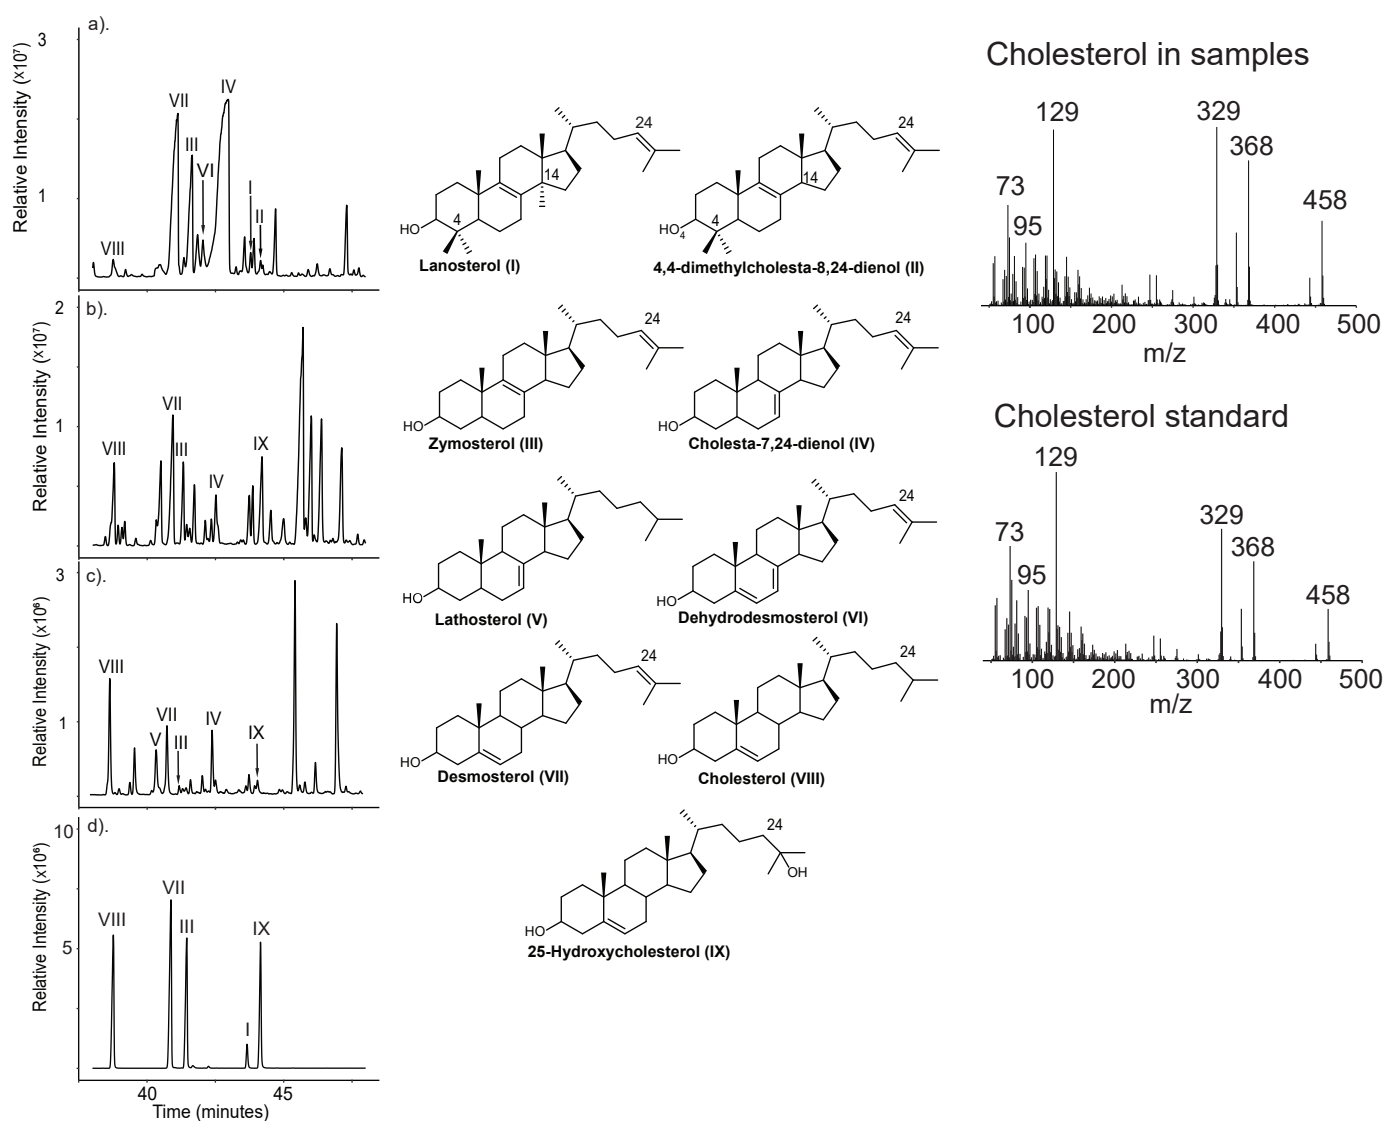 a).
3
1
Relative Intensity (×10⁷)
VIII
VII
III
VI
IV
I
II
b).
2
1
Relative Intensity (×10⁷)
VIII
VII
III
IV
IX
c).
3
1
Relative Intensity (x10⁶)
VIII
V
VII
III
IV
IX
d).
10
5
Relative Intensity (x10⁶)
VIII
VII
III
I
IX
40
45
Time (minutes)
24
14
4
HO
Lanosterol (I)
24
14
4
HO
4
4,4-dimethylcholesta-8,24-dienol (II)
24
HO
Zymosterol (III)
24
HO
Cholesta-7,24-dienol (IV)
HO
Lathosterol (V)
24
HO
Dehydrodesmosterol (VI)
24
HO
Desmosterol (VII)
24
HO
Cholesterol (VIII)
24
OH
HO
25-Hydroxycholesterol (IX)
Cholesterol in samples
129
329
368
73
95
458
100
200
300
400
500
m/z
Cholesterol standard
129
329
368
73
95
458
100
200
300
400
500
m/z